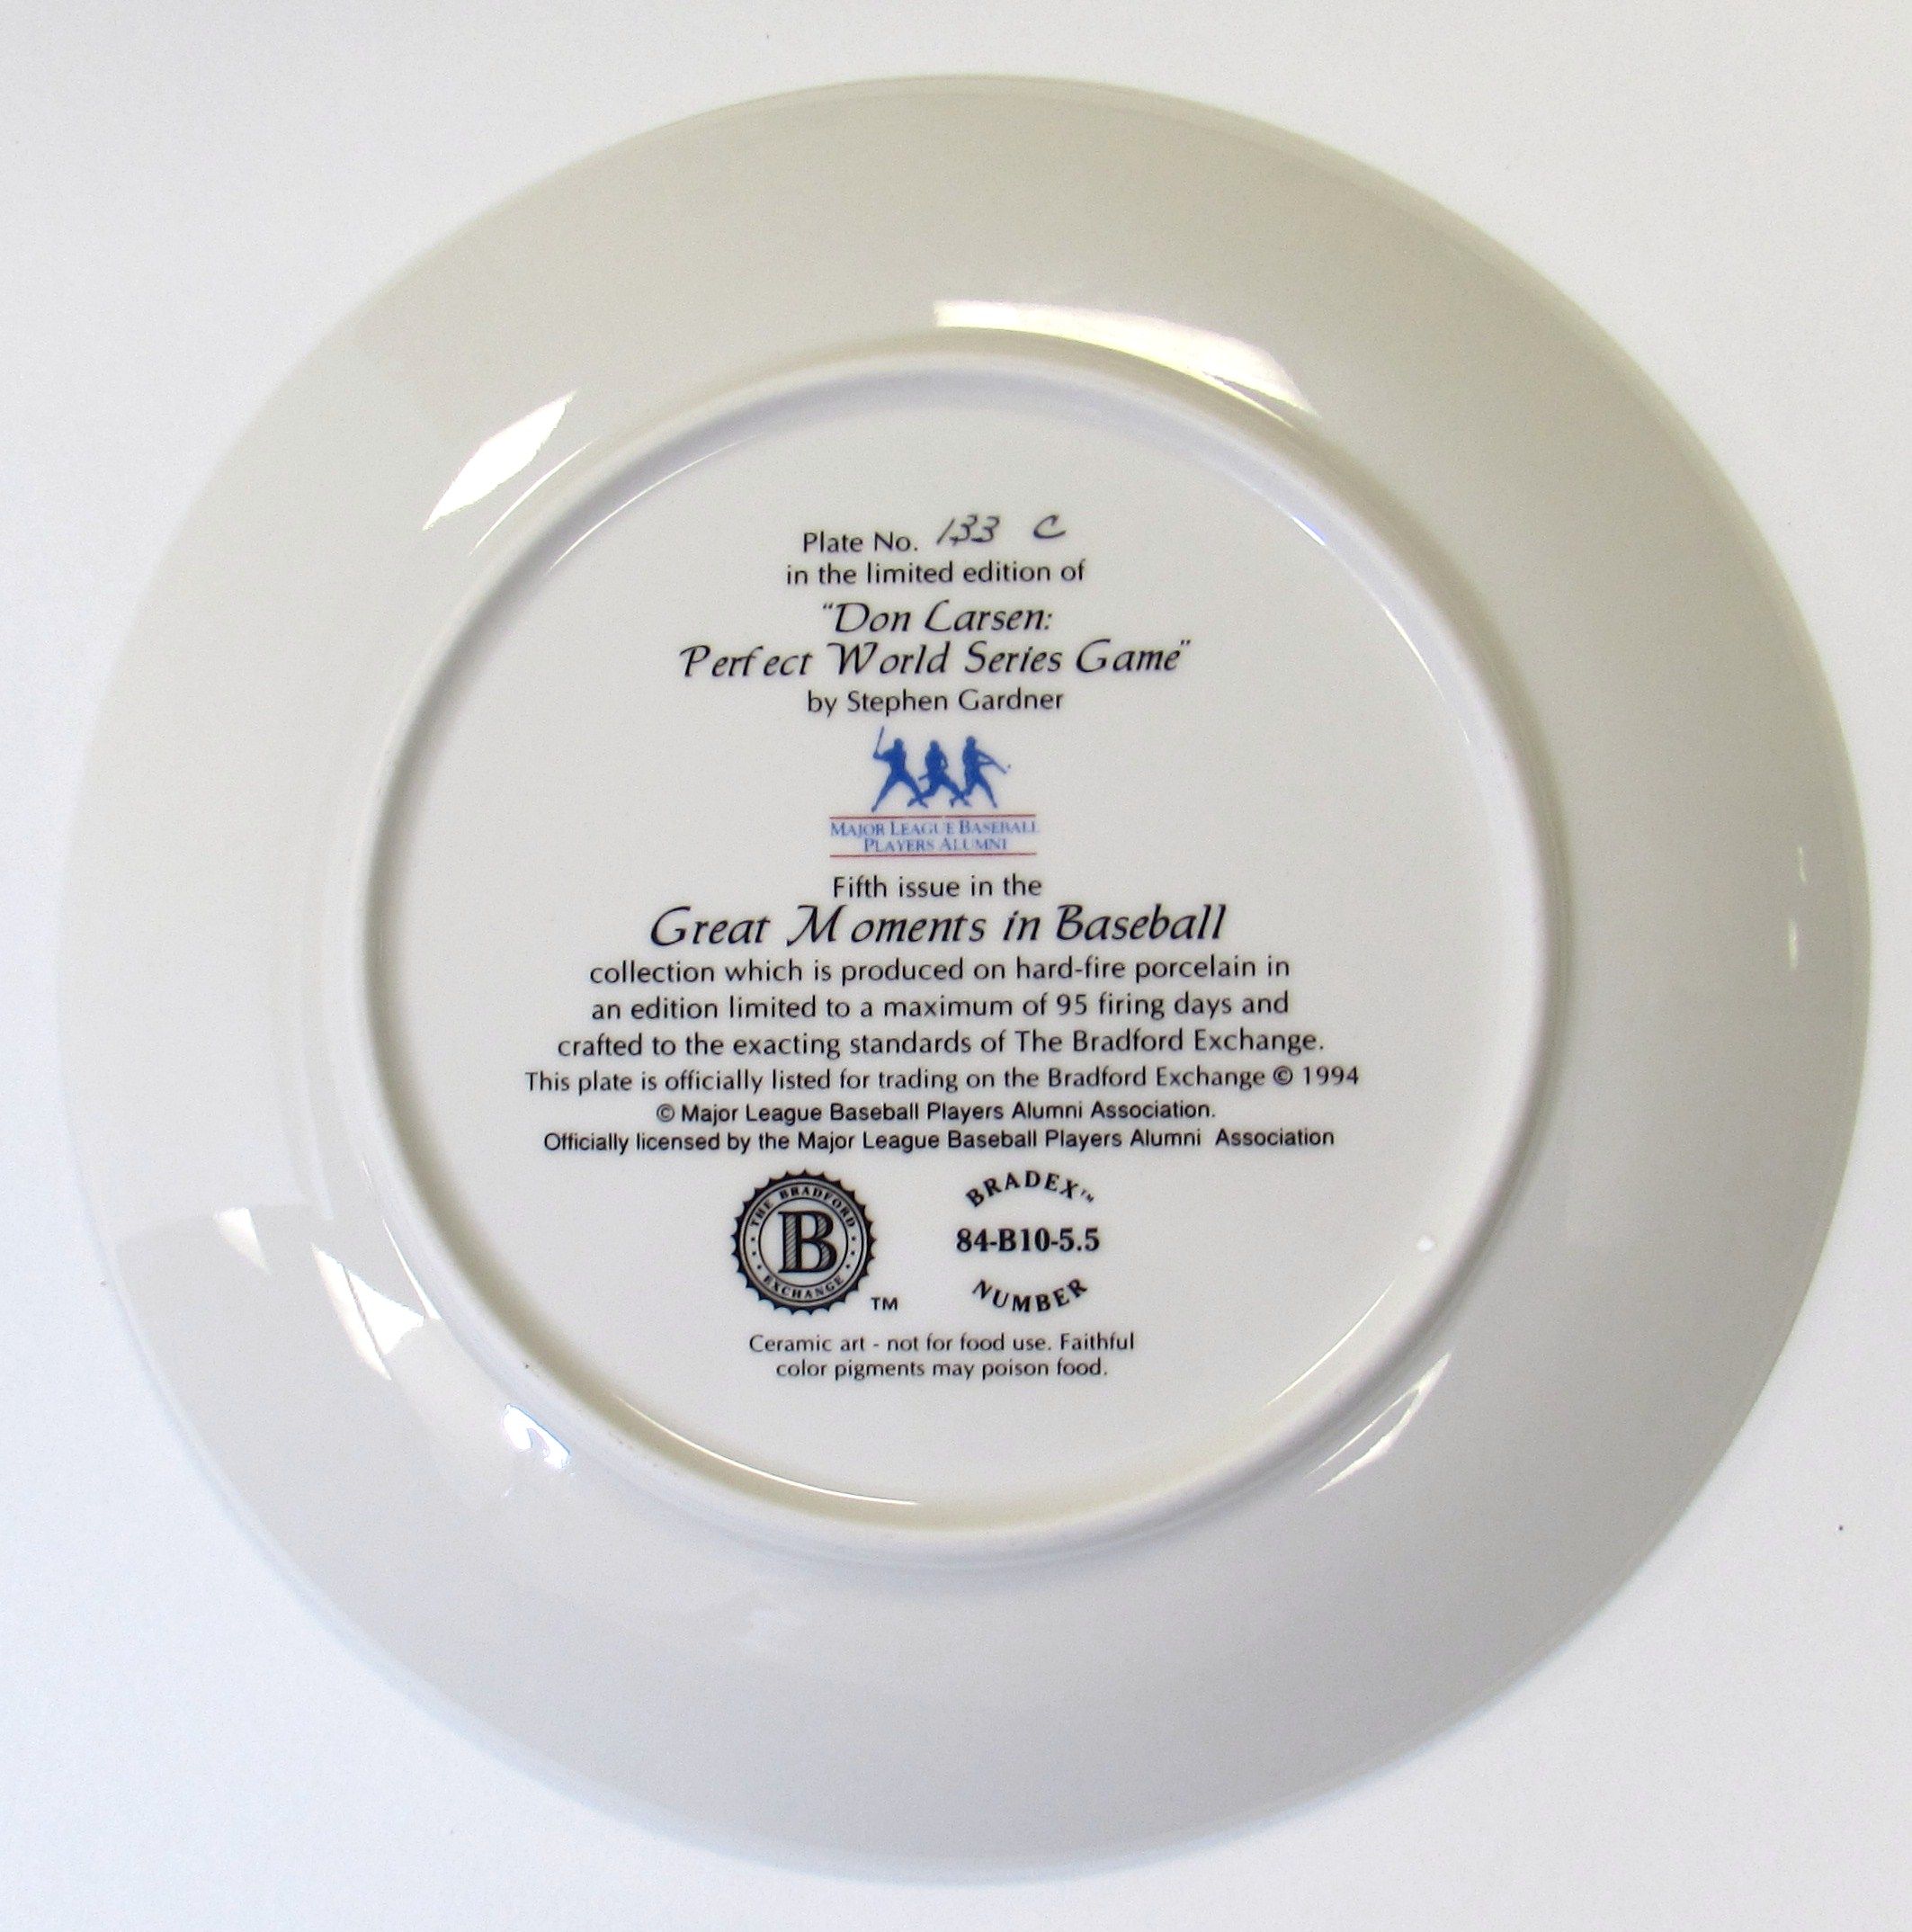 Plate No. 133 C
in the limited edition of
"Don Larsen:
Perfect World Series Game"
by Stephen Gardner
MAJOR LEAGUE BASEBALL
PLAYERS ALUMNI
Fifth issue in the
Great Moments in Baseball
collection which is produced on hard-fire porcelain in
an edition limited to a maximum of 95 firing days and
crafted to the exacting standards of The Bradford Exchange.
This plate is officially listed for trading on the Bradford Exchange © 1994
© Major League Baseball Players Alumni Association.
Officially licensed by the Major League Baseball Players Alumni Association
THE BRADFORD
B
EXCHANGE
TM
BRADEX™
84-B10-5.5
NUMBER
Ceramic art - not for food use. Faithful
color pigments may poison food.